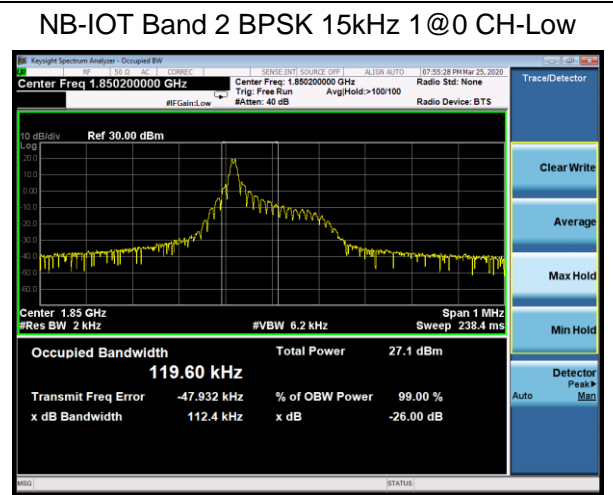 NB-IOT Band 2 BPSK 15kHz 1@0 CH-Low
Keysight Spectrum Analyzer - Occupied BW
RF 50 Ω AC CORREC SENSE:INT SOURCE OFF ALIGN AUTO 07:55:28 PM Mar 25, 2020
Center Freq 1.850200000 GHz
Center Freq: 1.850200000 GHz
Radio Std: None
Trig: Free Run Avg|Hold:>100/100
#IFGain:Low #Atten: 40 dB Radio Device: BTS
Trace/Detector
10 dB/div Ref 30.00 dBm
Log
20.0
10.0
0.00
-10.0
-20.0
-30.0
-40.0
-50.0
-60.0
Center 1.85 GHz Span 1 MHz
#Res BW 2 kHz #VBW 6.2 kHz Sweep 238.4 ms
Occupied Bandwidth Total Power 27.1 dBm
119.60 kHz
Transmit Freq Error -47.932 kHz % of OBW Power 99.00 %
x dB Bandwidth 112.4 kHz x dB -26.00 dB
Clear Write
Average
Max Hold
Min Hold
Detector
Peak▶
Auto Man
MSG STATUS